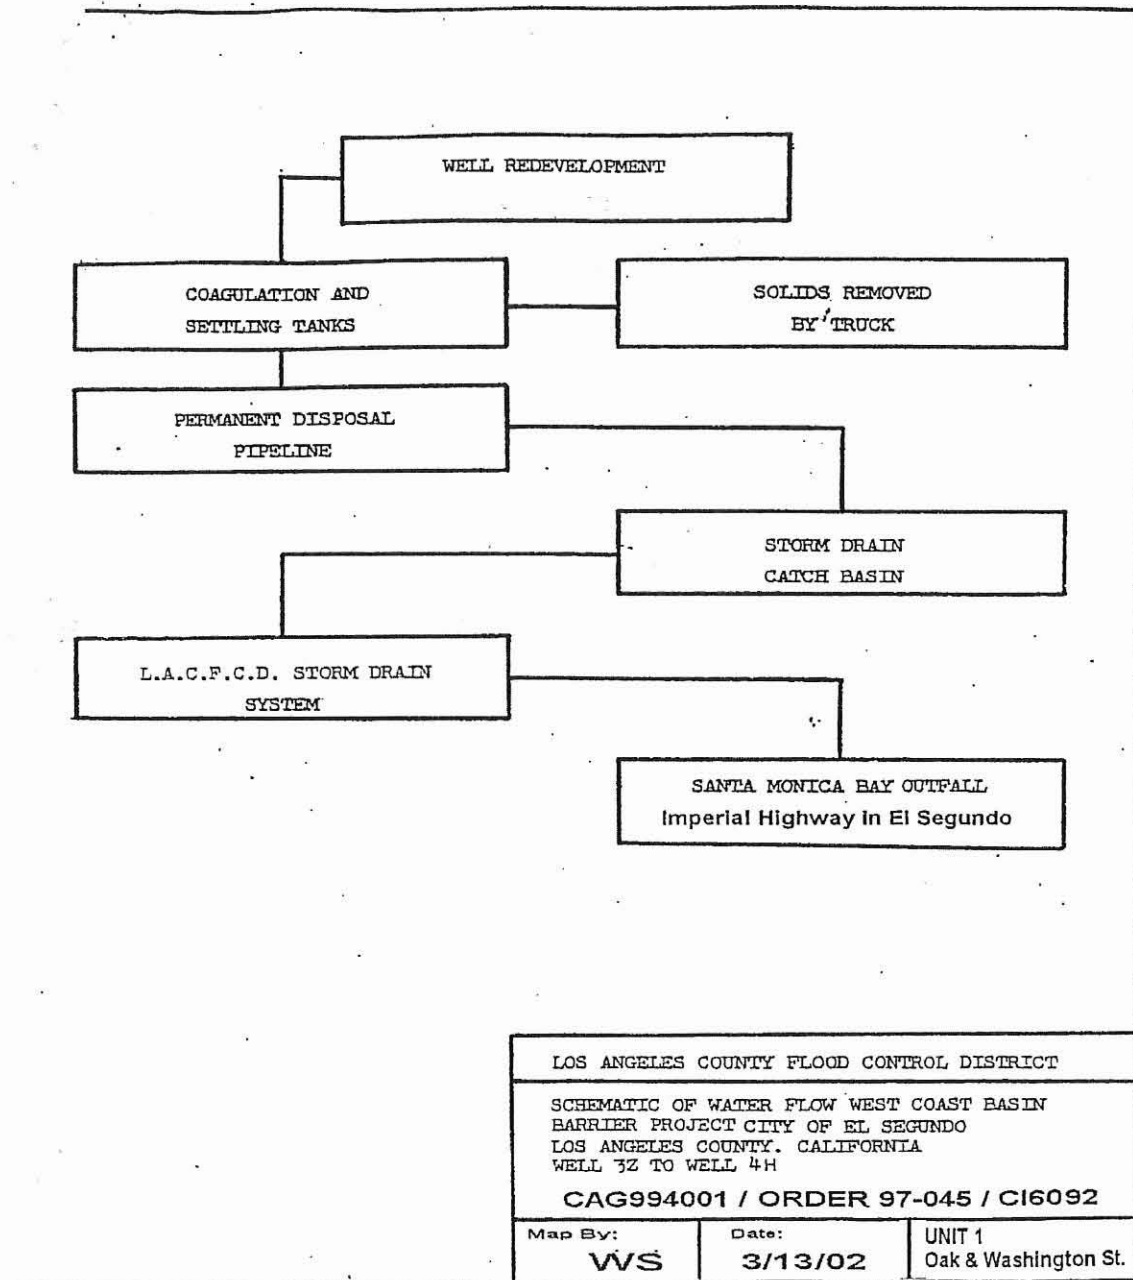 WELL REDEVELOPMENT
COAGULATION AND
SETTLING TANKS
SOLIDS REMOVED
BY TRUCK
PERMANENT DISPOSAL
PIPELINE
STORM DRAIN
CATCH BASIN
L.A.C.F.C.D. STORM DRAIN
SYSTEM
SANTA MONICA BAY OUTFALL
Imperial Highway in El Segundo
LOS ANGELES COUNTY FLOOD CONTROL DISTRICT
SCHEMATIC OF WATER FLOW WEST COAST BASIN
BARRIER PROJECT CITY OF EL SEGUNDO
LOS ANGELES COUNTY. CALIFORNIA
WELL 3Z TO WELL 4H
CAG994001 / ORDER 97-045 / CI6092
Map By:
WS
Date:
3/13/02
UNIT 1
Oak & Washington St.